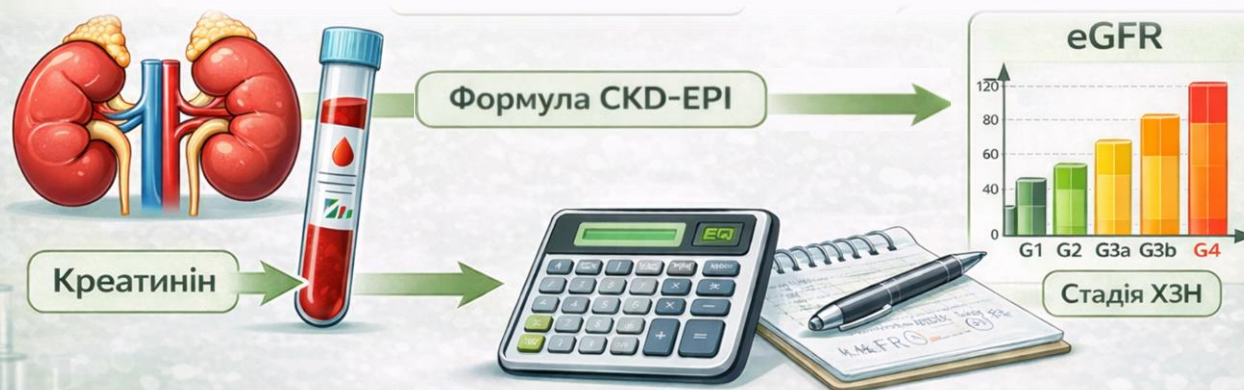 Формула CKD-EPI
eGFR
120
80
60
40
0
G1 G2 G3a G3b G4
Креатинін
EQ
Стадія ХЗН